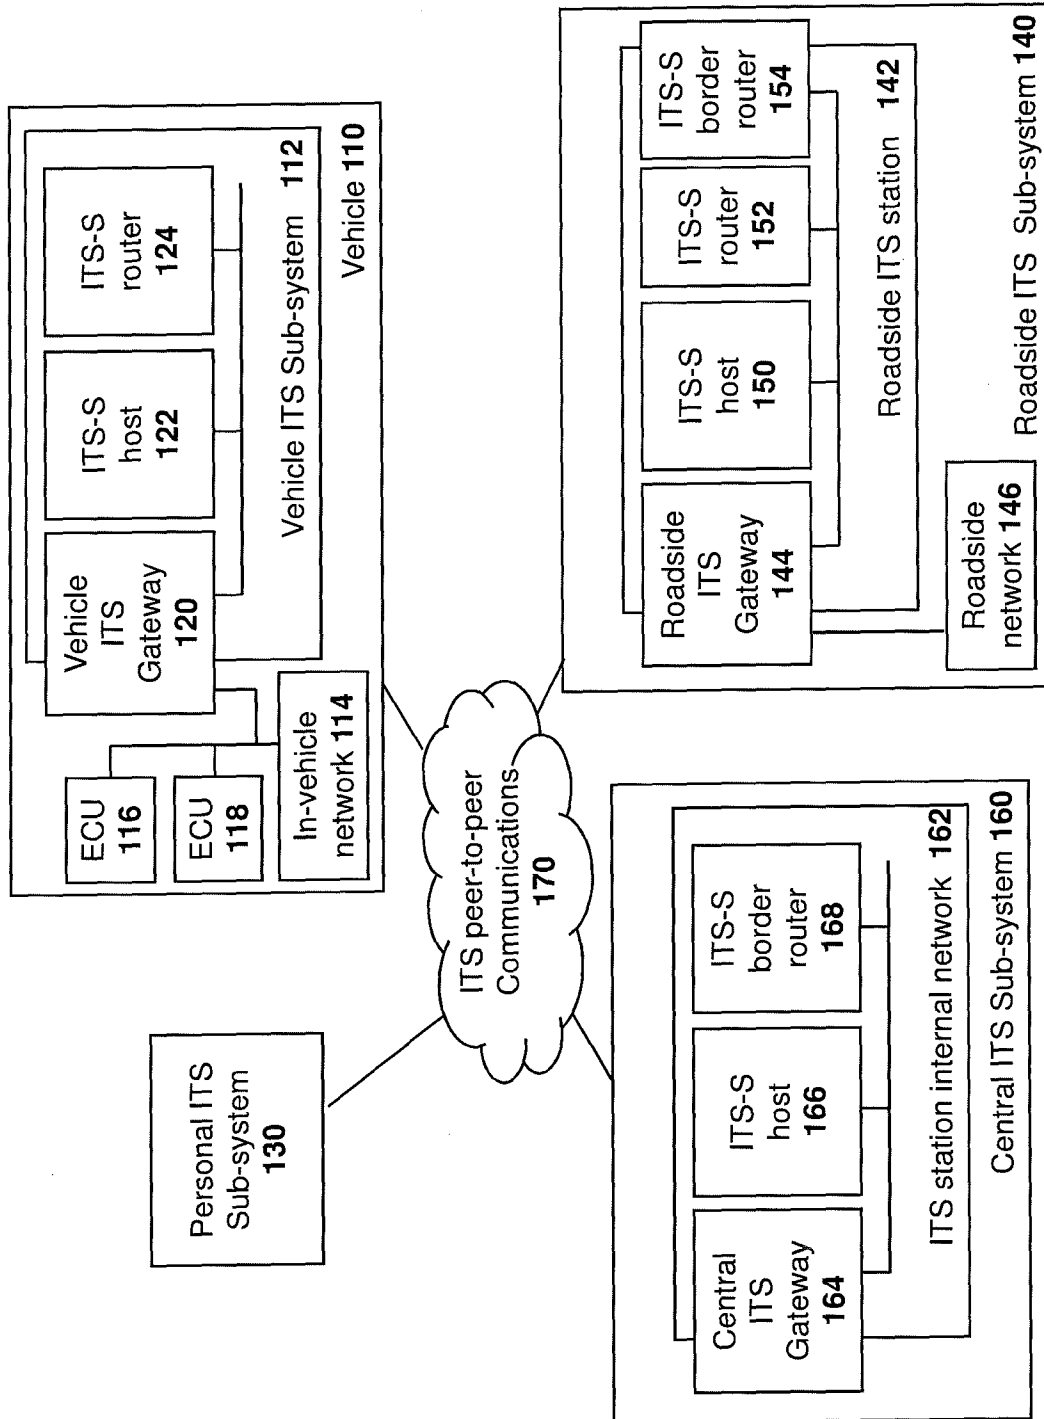 Personal ITS
Sub-system
130
ECU
116
ECU
118
In-vehicle
network 114
Vehicle
ITS
Gateway
120
ITS-S
host
122
ITS-S
router
124
Vehicle ITS Sub-system 112
Vehicle 110
ITS peer-to-peer
Communications
170
Central
ITS
Gateway
164
ITS-S
host
166
ITS-S
border
router
168
ITS station internal network 162
Central ITS Sub-system 160
Roadside
ITS
Gateway
144
ITS-S
host
150
ITS-S
router
152
ITS-S
border
router
154
Roadside ITS station 142
Roadside
network 146
Roadside ITS Sub-system 140